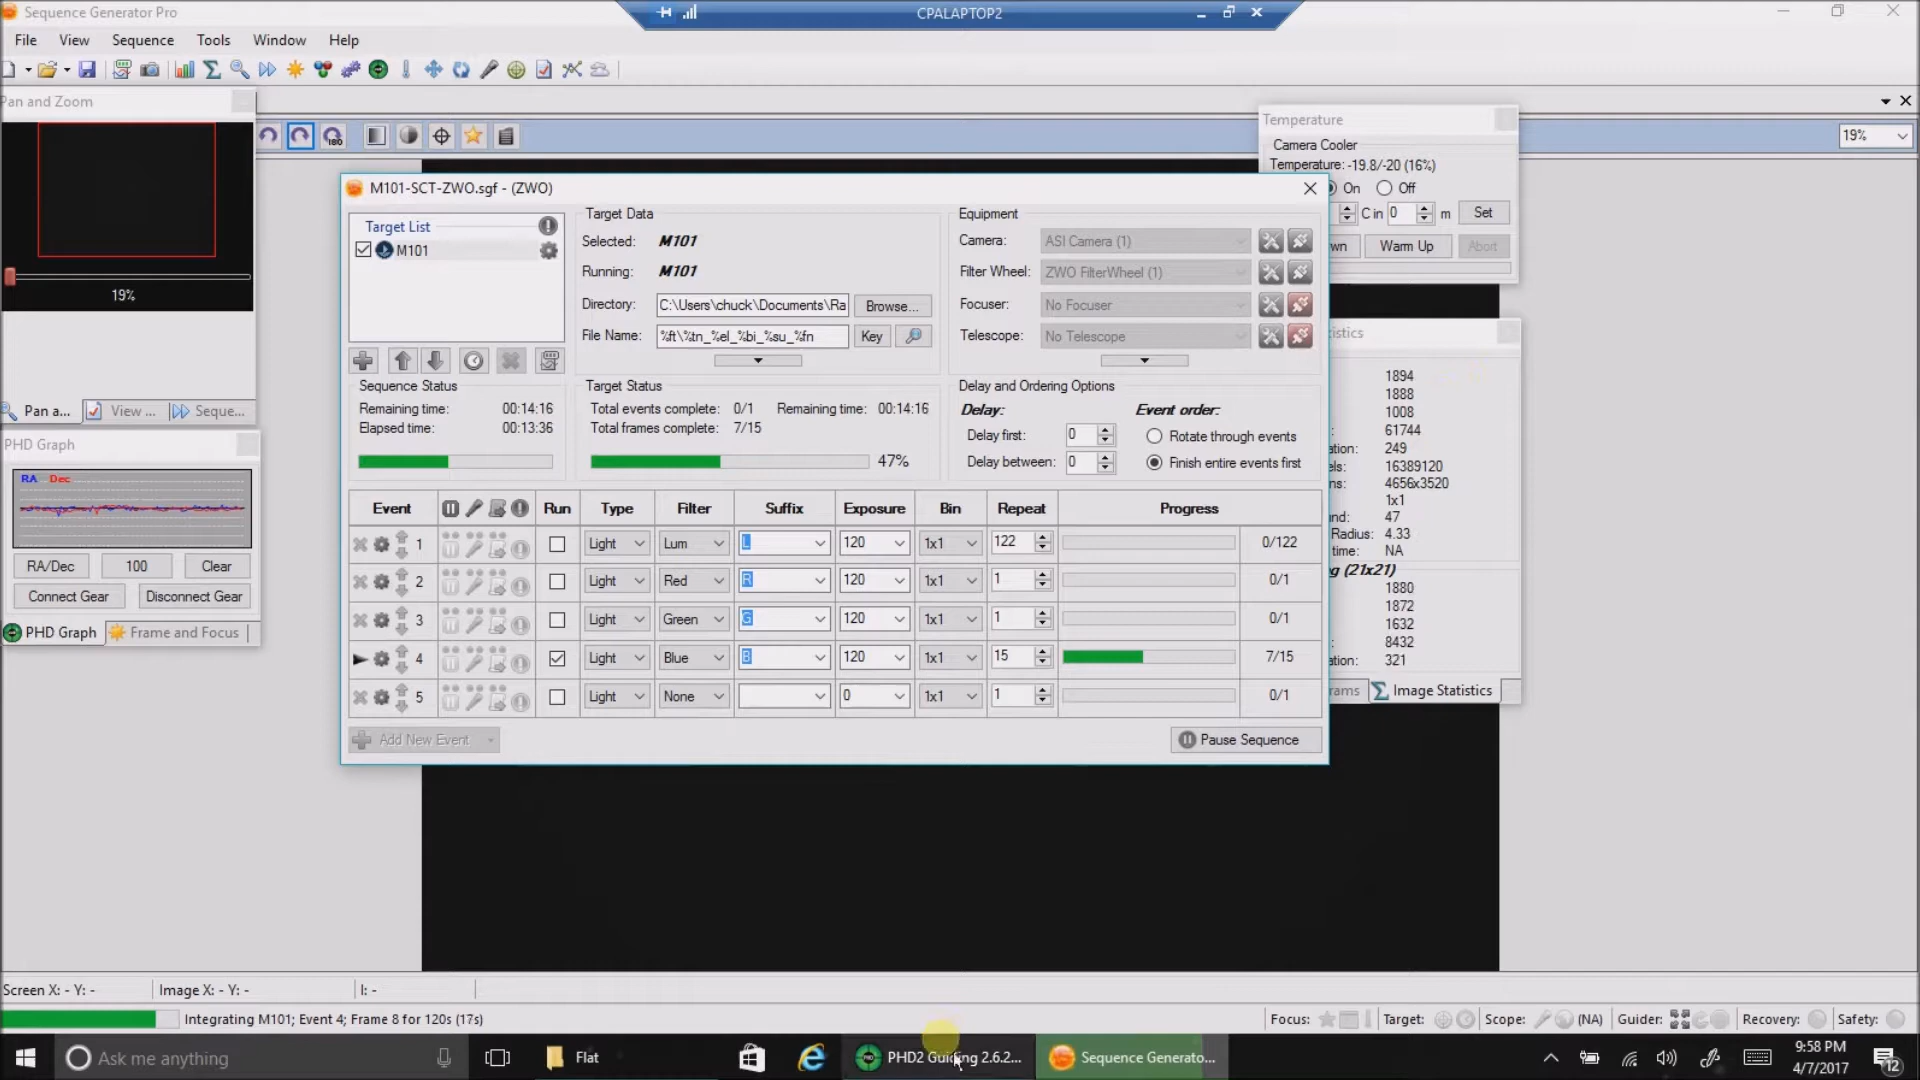 Sequence Generator Pro
CPALAPTOP2
File View Sequence Tools Window Help
Pan and Zoom
180
19%
19%
Pan a... View ... Seque...
PHD Graph
RA Dec
RA/Dec 100 Clear
Connect Gear Disconnect Gear
PHD Graph Frame and Focus
Temperature
Camera Cooler
Temperature: -19.8/-20 (16%)
On Off
C in 0 m Set
wn Warm Up Abort
M101-SCT-ZWO.sgf - (ZWO)
Target List
M101
Target Data
Selected: M101
Running: M101
Directory: C:\Users\chuck\Documents\Ra Browse...
File Name: %ft\%tn_%el_%bi_%su_%fn Key
Equipment
Camera: ASI Camera (1)
Filter Wheel: ZWO FilterWheel (1)
Focuser: No Focuser
Telescope: No Telescope
Sequence Status
Remaining time: 00:14:16
Elapsed time: 00:13:36
Target Status
Total events complete: 0/1 Remaining time: 00:14:16
Total frames complete: 7/15
47%
Delay and Ordering Options
Delay: Event order:
Delay first: 0 Rotate through events
Delay between: 0 Finish entire events first
Event Run Type Filter Suffix Exposure Bin Repeat Progress
1 Light Lum L 120 1x1 122 0/122
2 Light Red R 120 1x1 1 0/1
3 Light Green G 120 1x1 1 0/1
4 Light Blue B 120 1x1 15 7/15
5 Light None 0 1x1 1 0/1
Add New Event Pause Sequence
istics
1894
1888
1008
: 61744
ation: 249
els: 16389120
ns: 4656x3520
1x1
nd: 47
Radius: 4.33
time: NA
g (21x21)
1880
1872
1632
8432
ation: 321
rams Image Statistics
Screen X: - Y: - Image X: - Y: - I: -
Integrating M101; Event 4; Frame 8 for 120s (17s)
Focus: Target: Scope: (NA) Guider: Recovery: Safety:
Ask me anything
Flat
PHD2 Guiding 2.6.2...
Sequence Generato...
9:58 PM
4/7/2017
12